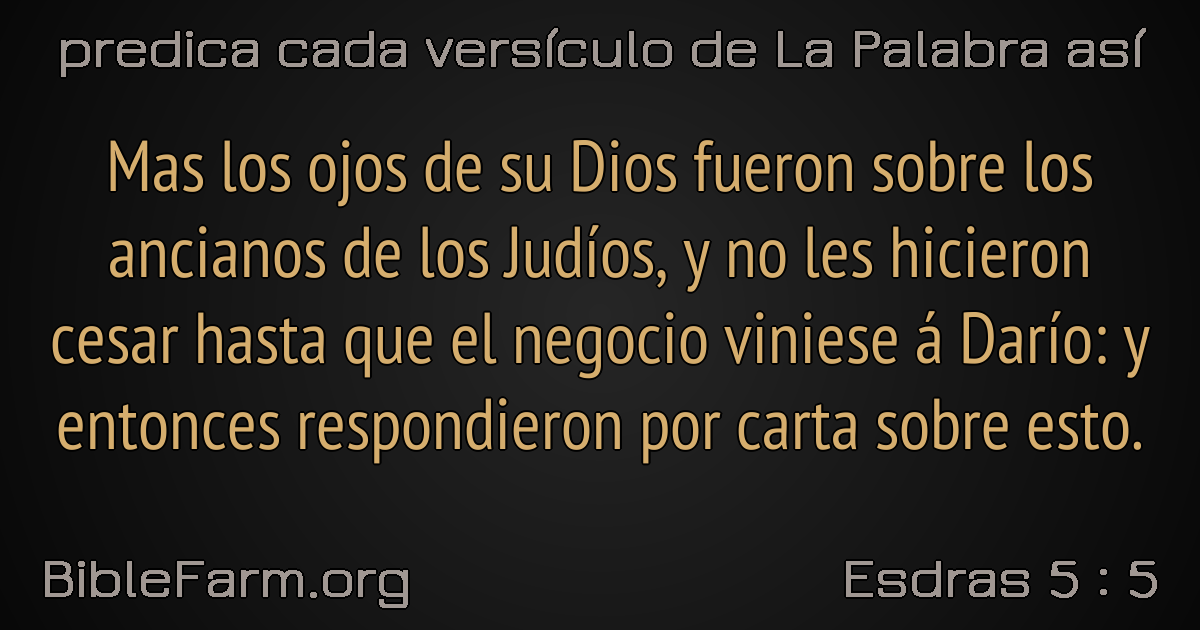 predica cada versículo de La Palabra así
Mas los ojos de su Dios fueron sobre los
ancianos de los Judíos, y no les hicieron
cesar hasta que el negocio viniese á Darío: y
entonces respondieron por carta sobre esto.
BibleFarm.org
Esdras 5 : 5